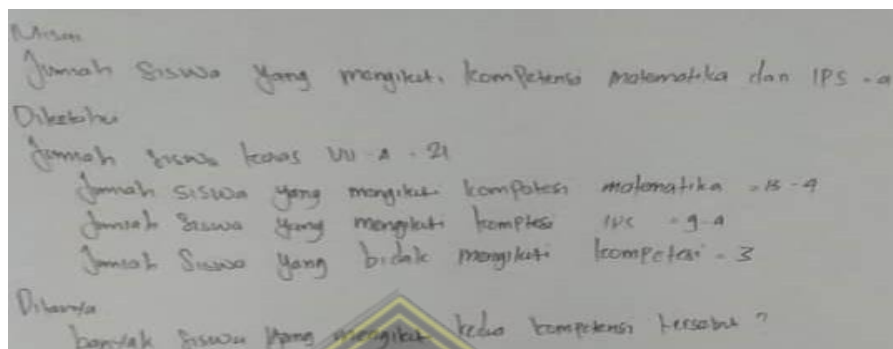 Misal
Jumlah siswa yang mengikuti kompetensi matematika dan IPS = a
Diketahui
Jumlah siswa kelas VII-A = 21
Jumlah siswa yang mengikuti kompotesi matematika = 13 - a
Jumlah siswa yang mengikuti komptesi IPS = 9 - a
Jumlah siswa yang tidak mengikuti kompetesi = 3
Ditanya
banyak siswa yang mengikuti kedua kompetensi tersebut ?